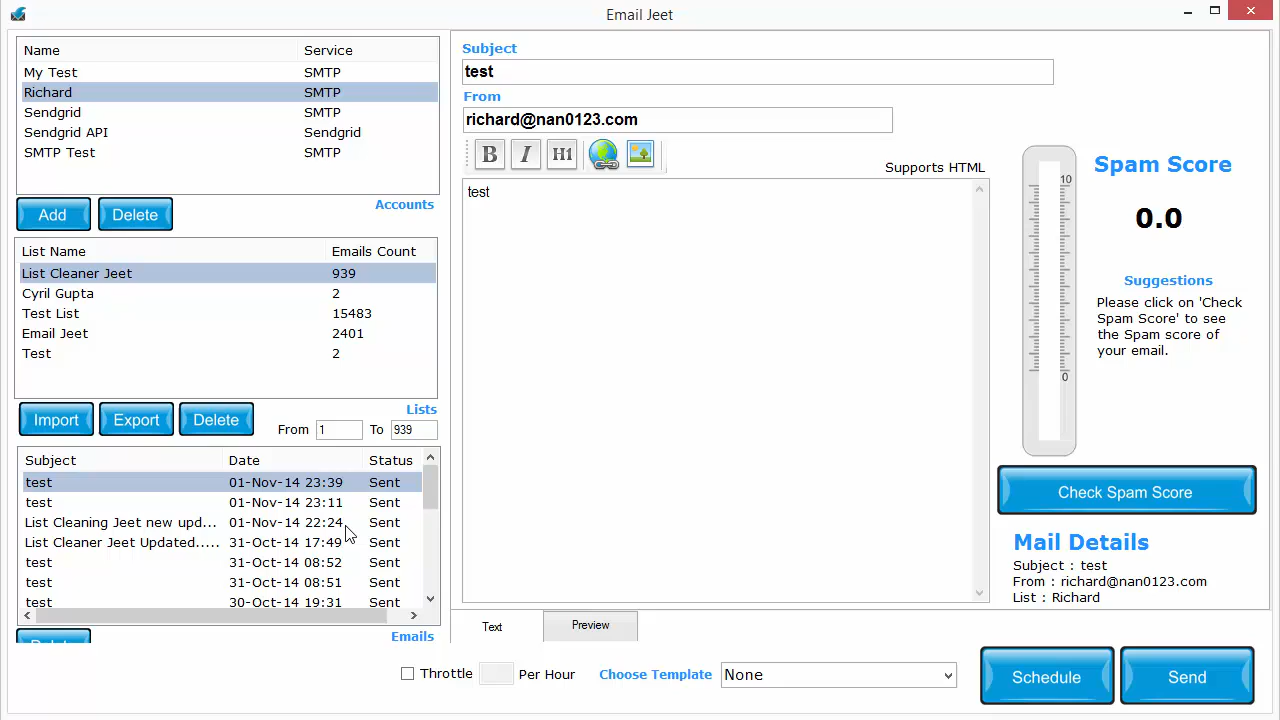 Email Jeet
Name Service
My Test SMTP
Richard SMTP
Sendgrid SMTP
Sendgrid API Sendgrid
SMTP Test SMTP
Add Delete Accounts
List Name Emails Count
List Cleaner Jeet 939
Cyril Gupta 2
Test List 15483
Email Jeet 2401
Test
Import Export Delete Lists
From 1 To 939
Subject Date Status
test 01-Nov-14 23:39 Sent
test 01-Nov-14 23:11 Sent
List Cleaning Jeet new upd... 01-Nov-14 22:24 Sent
List Cleaner Jeet Updated..... 31-Oct-14 17:49 Sent
test 31-Oct-14 08:52 Sent
test 31-Oct-14 08:51 Sent
test 30-Oct-14 19:31 Sent
Delete Emails
Subject
test
From
richard@nan0123.com
B I H1 Supports HTML
test
Text Preview
10
0
Spam Score
0.0
Suggestions
Please click on 'Check
Spam Score' to see
the Spam score of
your email.
Check Spam Score
Mail Details
Subject : test
From : richard@nan0123.com
List : Richard
Throttle Per Hour Choose Template None
Schedule Send